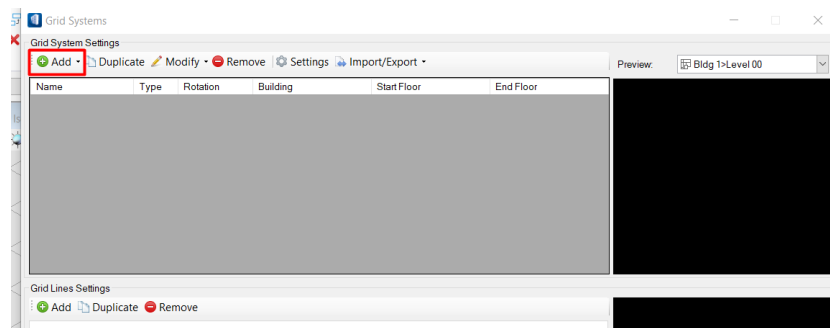 Grid Systems
Grid System Settings
Add Duplicate Modify Remove Settings Import/Export
Preview: Bldg 1>Level 00
Name Type Rotation Building Start Floor End Floor
Grid Lines Settings
Add Duplicate Remove